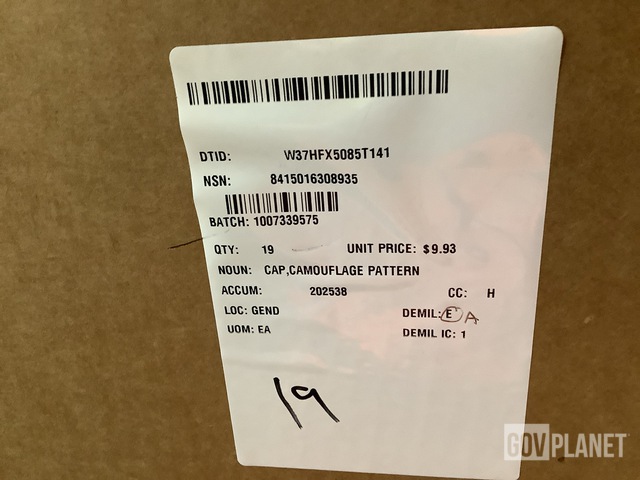 DTID: W37HFX5085T141
NSN: 8415016308935
BATCH: 1007339575
QTY: 19 UNIT PRICE: $9.93
NOUN: CAP,CAMOUFLAGE PATTERN
ACCUM: 202538 CC: H
LOC: GEND DEMIL: E A
UOM: EA DEMIL IC: 1
19
GOVPLANET